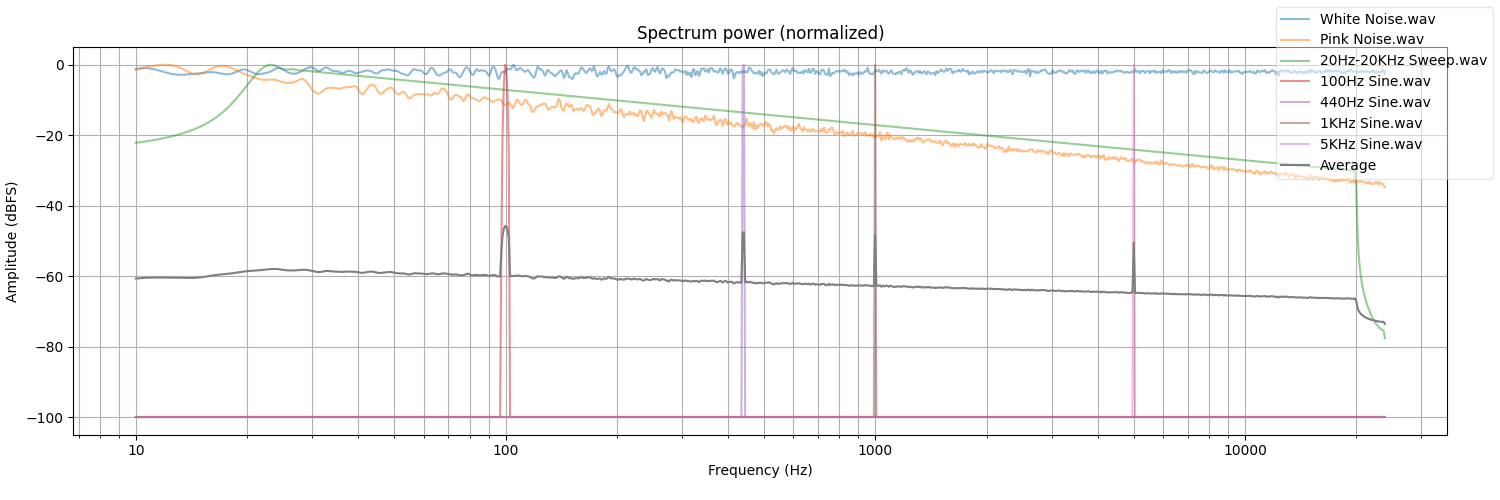 Spectrum power (normalized)
White Noise.wav
Pink Noise.wav
20Hz-20KHz Sweep.wav
100Hz Sine.wav
440Hz Sine.wav
1KHz Sine.wav
5KHz Sine.wav
Average
Amplitude (dBFS)
0
−20
−40
−60
−80
−100
10
100
1000
10000
Frequency (Hz)